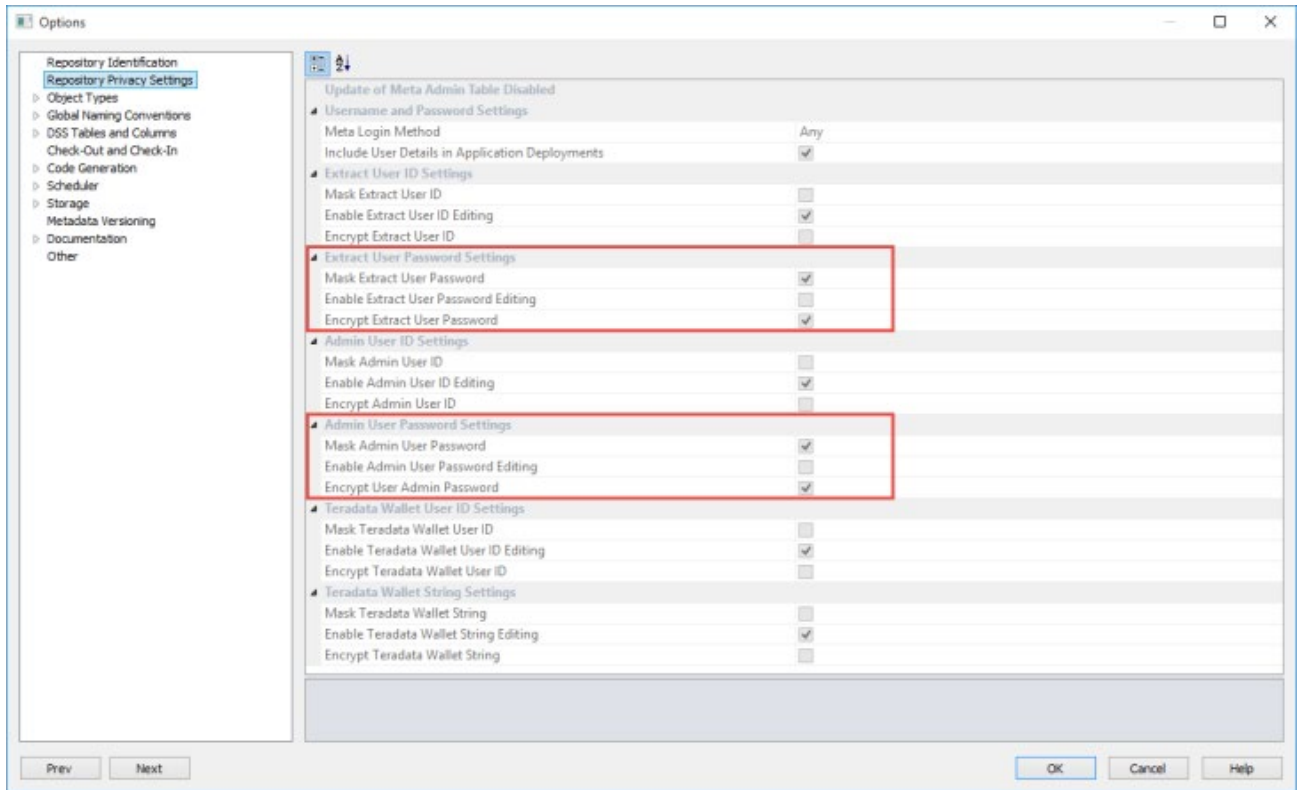 Options
Repository Identification
Repository Privacy Settings
Object Types
Global Naming Conventions
DSS Tables and Columns
Check-Out and Check-In
Code Generation
Scheduler
Storage
Metadata Versioning
Documentation
Other
Update of Meta Admin Table Disabled
Username and Password Settings
Meta Login Method Any
Include User Details in Application Deployments
Extract User ID Settings
Mask Extract User ID
Enable Extract User ID Editing
Encrypt Extract User ID
Extract User Password Settings
Mask Extract User Password
Enable Extract User Password Editing
Encrypt Extract User Password
Admin User ID Settings
Mask Admin User ID
Enable Admin User ID Editing
Encrypt Admin User ID
Admin User Password Settings
Mask Admin User Password
Enable Admin User Password Editing
Encrypt User Admin Password
Teradata Wallet User ID Settings
Mask Teradata Wallet User ID
Enable Teradata Wallet User ID Editing
Encrypt Teradata Wallet User ID
Teradata Wallet String Settings
Mask Teradata Wallet String
Enable Teradata Wallet String Editing
Encrypt Teradata Wallet String
Prev Next OK Cancel Help